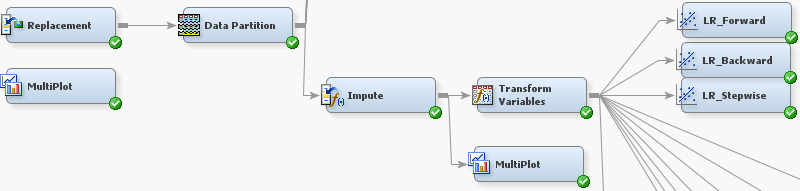 Replacement
Data Partition
MultiPlot
Impute
Transform
Variables
MultiPlot
LR_Forward
LR_Backward
LR_Stepwise